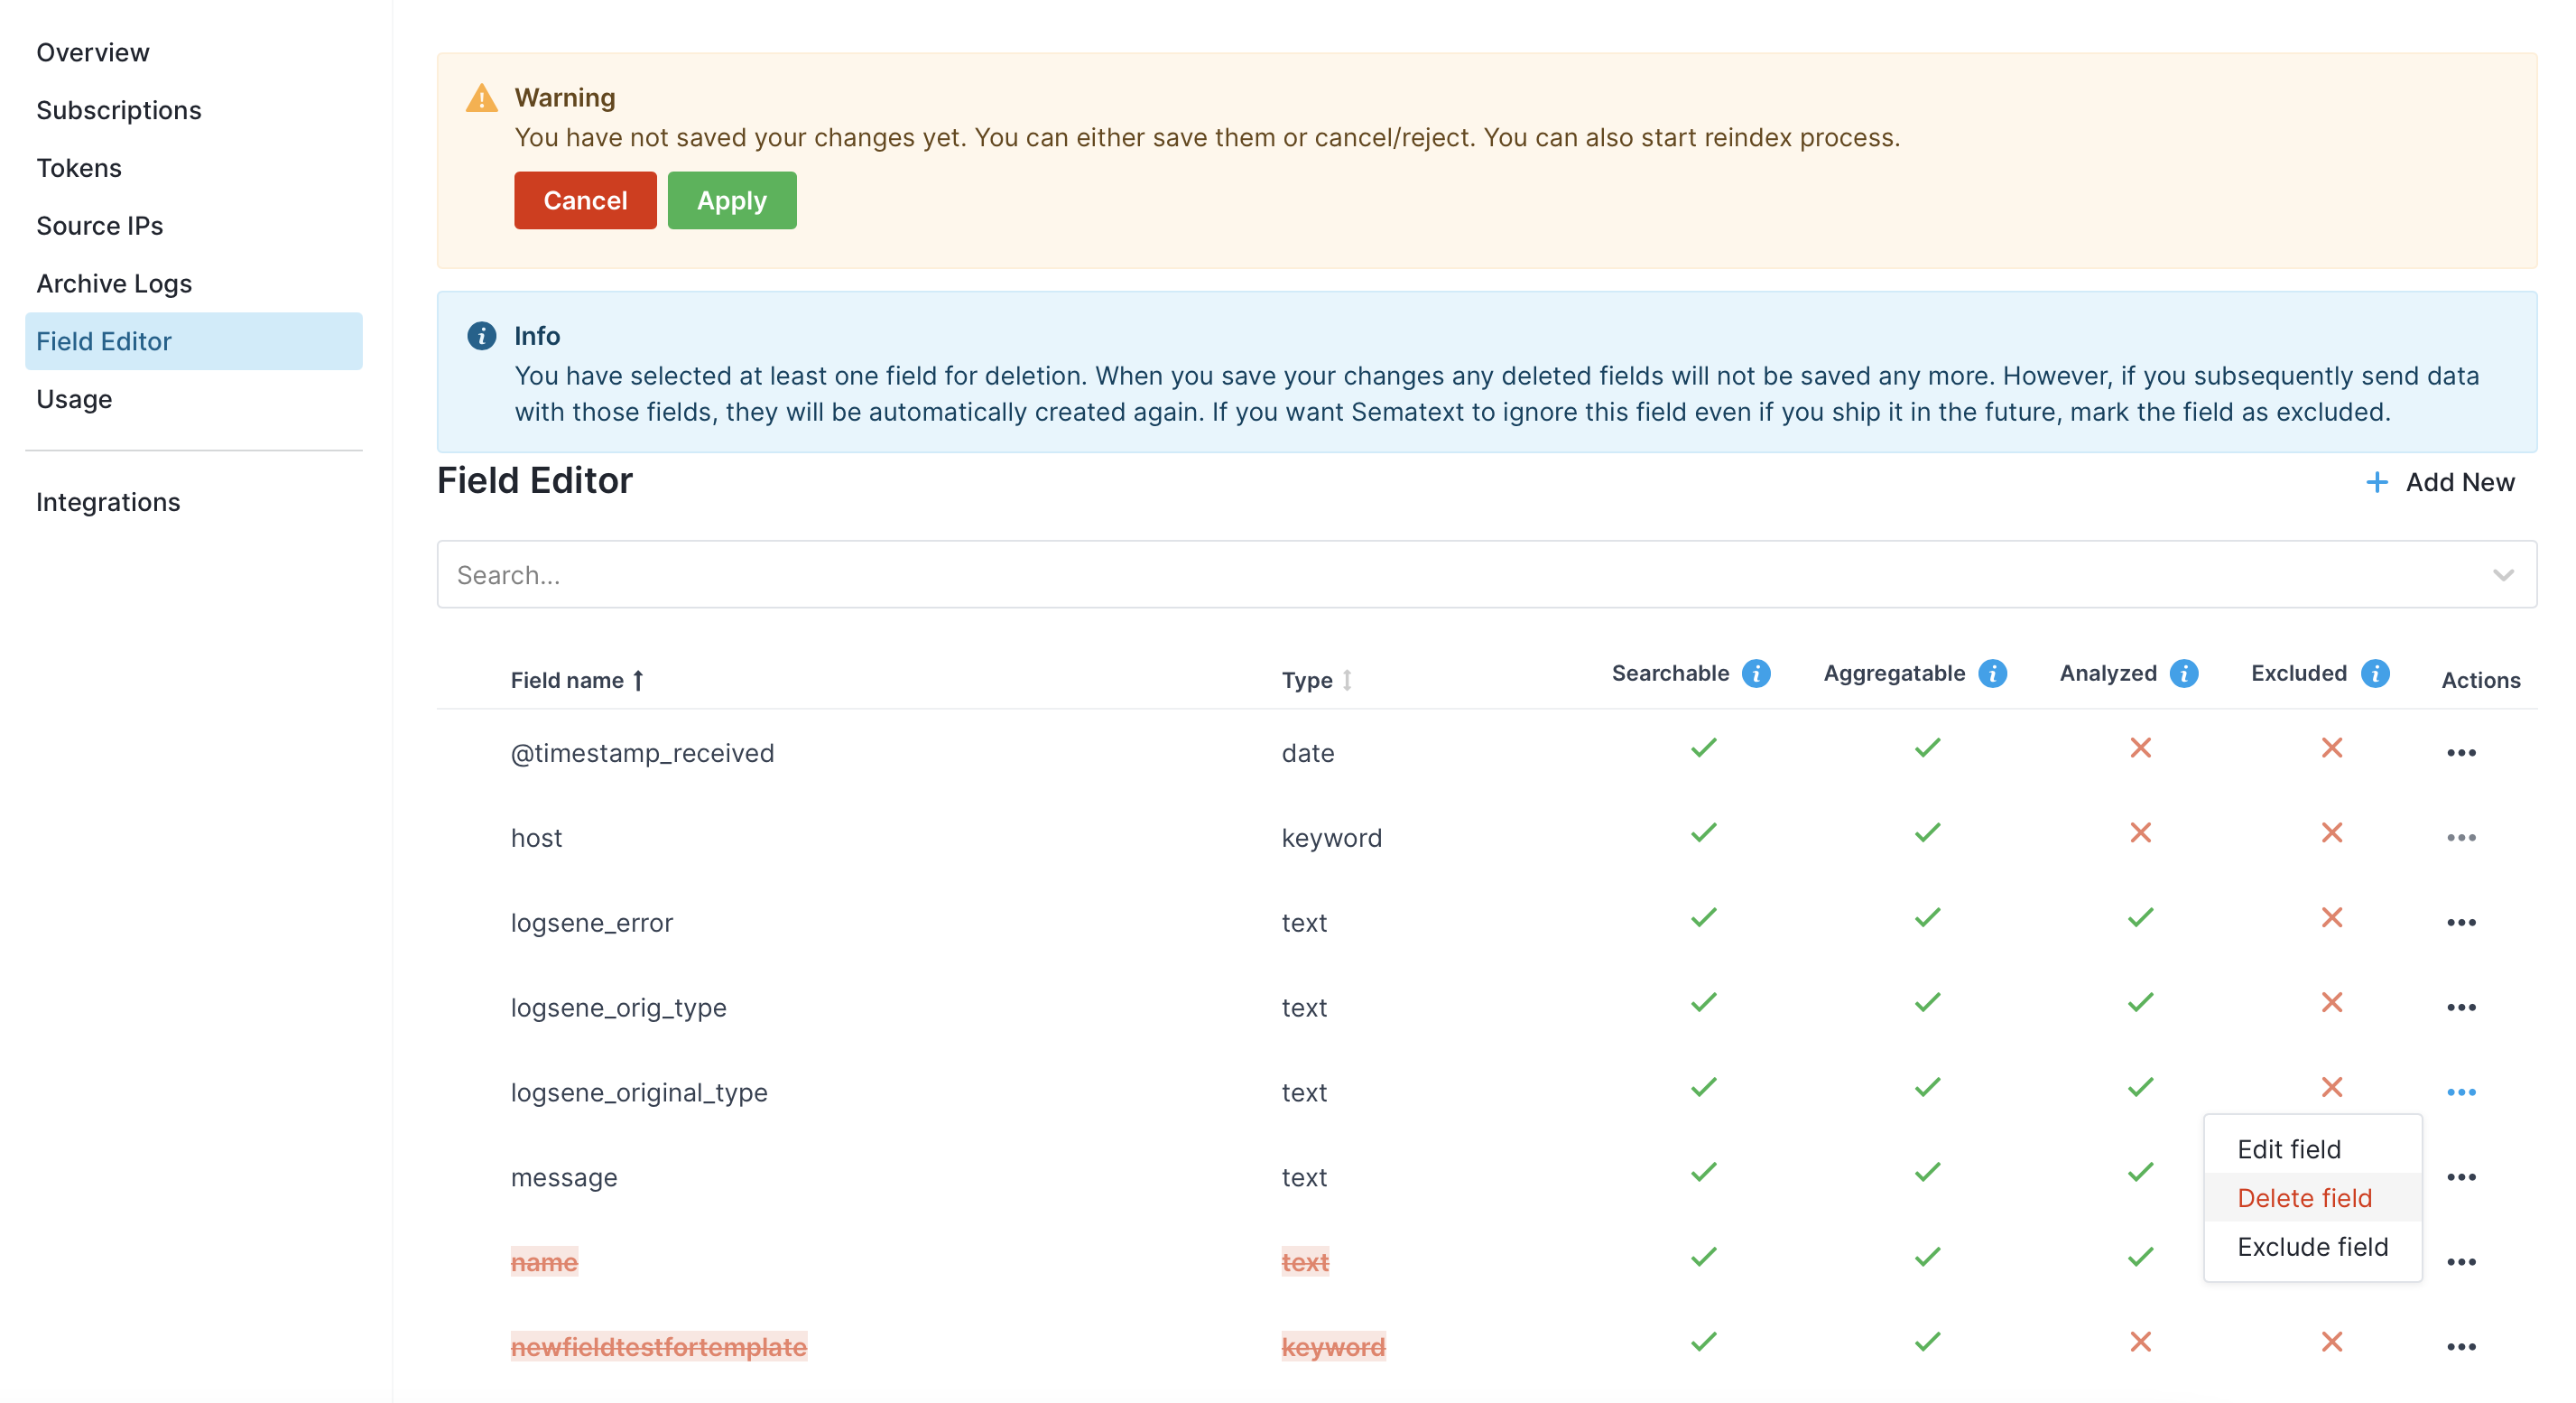 Overview
Subscriptions
Tokens
Source IPs
Archive Logs
Field Editor
Usage
Integrations
Warning
You have not saved your changes yet. You can either save them or cancel/reject. You can also start reindex process.
Cancel Apply
Info
You have selected at least one field for deletion. When you save your changes any deleted fields will not be saved any more. However, if you subsequently send data
with those fields, they will be automatically created again. If you want Sematext to ignore this field even if you ship it in the future, mark the field as excluded.
Field Editor
Add New
Search...
Field name Type Searchable Aggregatable Analyzed Excluded Actions
@timestamp_received date
host keyword
logsene_error text
logsene_orig_type text
logsene_original_type text
message text
name text
newfieldtestfortemplate keyword
Edit field
Delete field
Exclude field